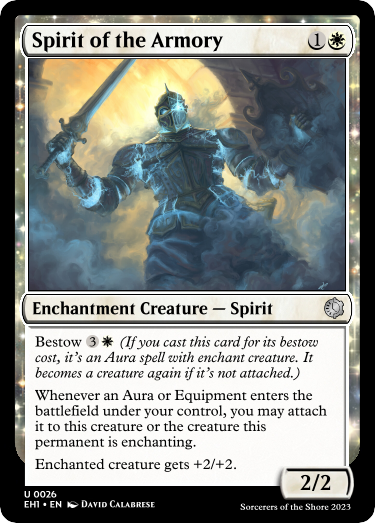 Spirit of the Armory 1
Enchantment Creature — Spirit
Bestow 3 (If you cast this card for its bestow
cost, it's an Aura spell with enchant creature. It
becomes a creature again if it's not attached.)
Whenever an Aura or Equipment enters the
battlefield under your control, you may attach
it to this creature or the creature this
permanent is enchanting.
Enchanted creature gets +2/+2.
2/2
U 0026
EH1 • EN DAVID CALABRESE
Sorcerers of the Shore 2023